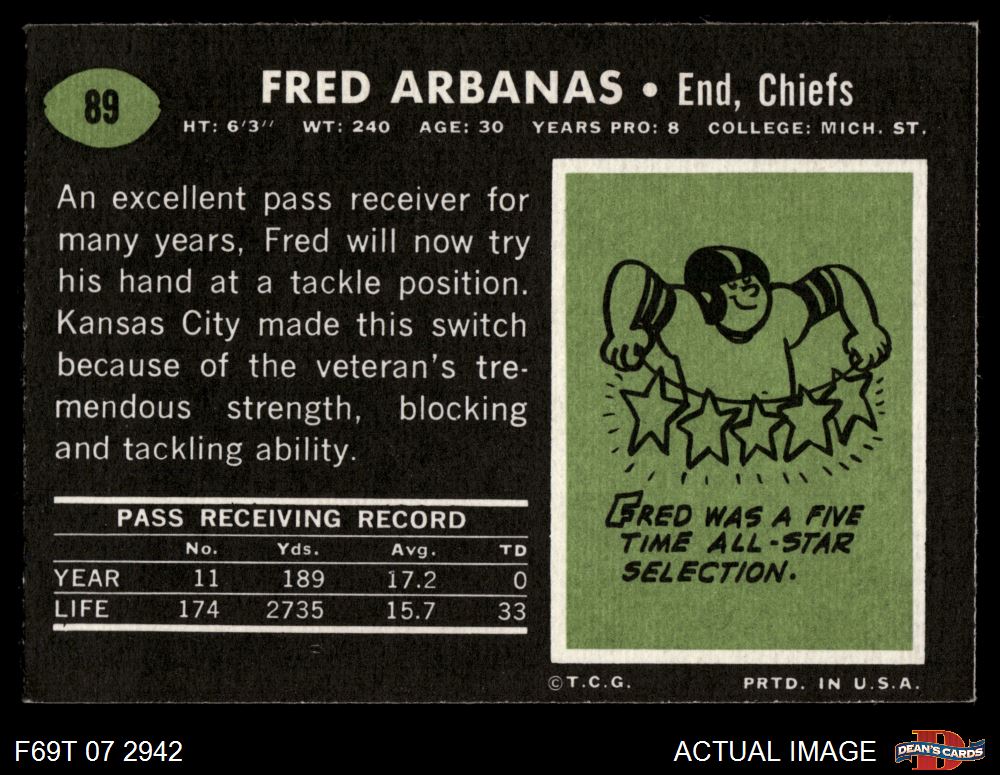 89
FRED ARBANAS • End, Chiefs
HT: 6'3" WT: 240 AGE: 30 YEARS PRO: 8 COLLEGE: MICH. ST.
An excellent pass receiver for
many years, Fred will now try
his hand at a tackle position.
Kansas City made this switch
because of the veteran's tre-
mendous strength, blocking
and tackling ability.
PASS RECEIVING RECORD
No. Yds. Avg. TD
YEAR 11 189 17.2 0
LIFE 174 2735 15.7 33
FRED WAS A FIVE
TIME ALL-STAR
SELECTION.
©T.C.G. PRTD. IN U.S.A.
F69T 07 2942
ACTUAL IMAGE
D
DEAN'S CARDS